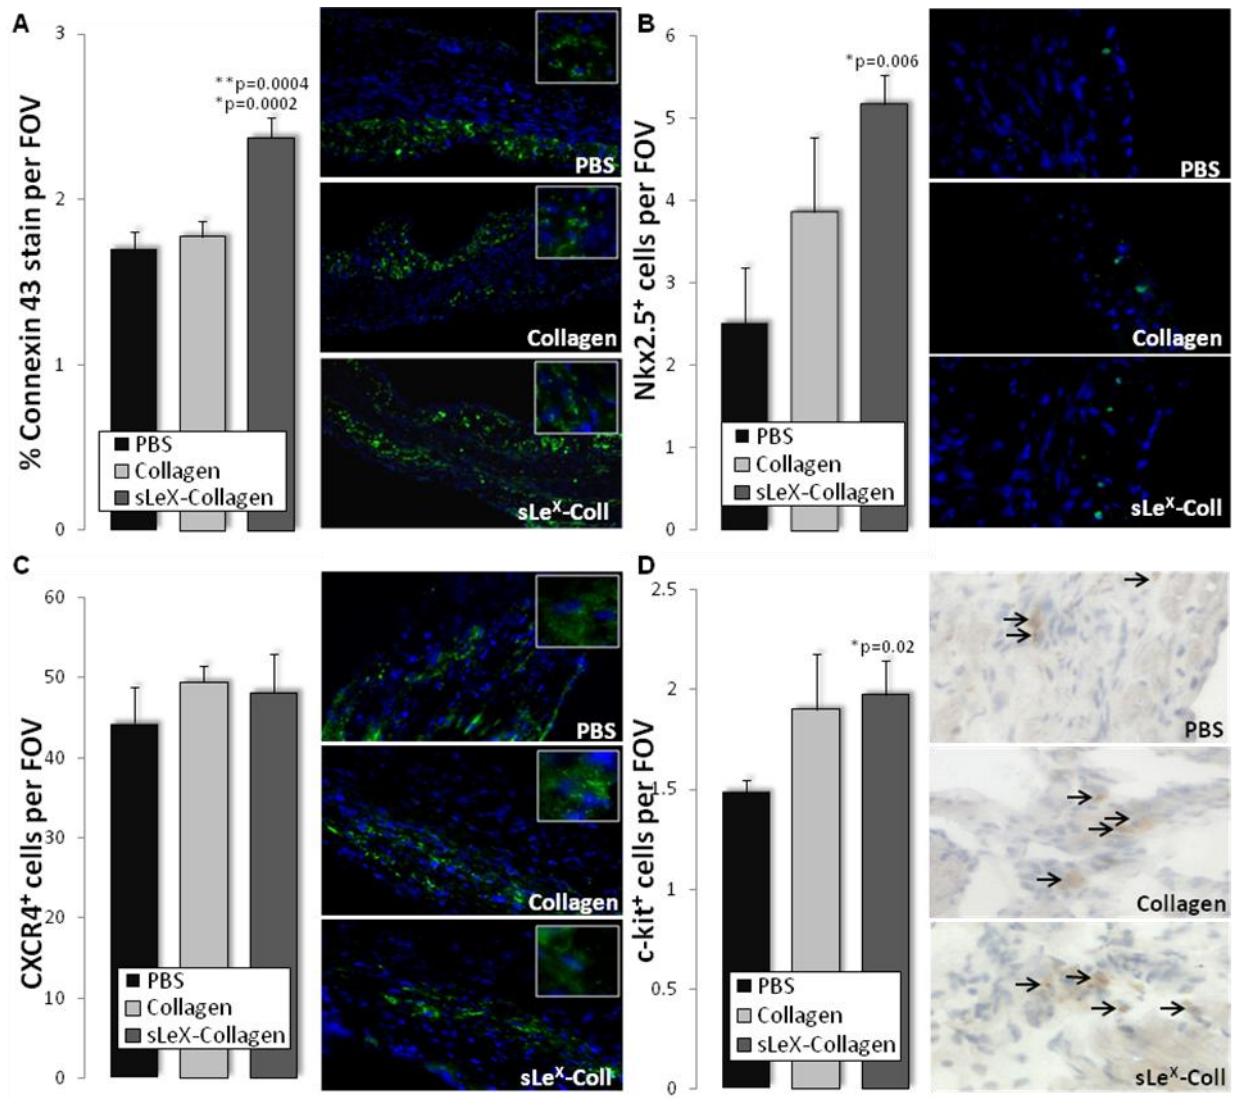 A
% Connexin 43 stain per FOV
3
2
1
0
**p=0.0004
*p=0.0002
PBS
Collagen
sLeX-Collagen
PBS
Collagen
sLeˣ-Coll
B
Nkx2.5⁺ cells per FOV
6
5
4
3
2
1
0
*p=0.006
PBS
Collagen
sLeX-Collagen
PBS
Collagen
sLeˣ-Coll
C
CXCR4⁺ cells per FOV
60
50
40
30
20
10
0
PBS
Collagen
sLeX-Collagen
PBS
Collagen
sLeˣ-Coll
D
c-kit⁺ cells per FOV
2.5
2
1.5
1
0.5
0
*p=0.02
PBS
Collagen
sLeX-Collagen
PBS
Collagen
sLeˣ-Coll